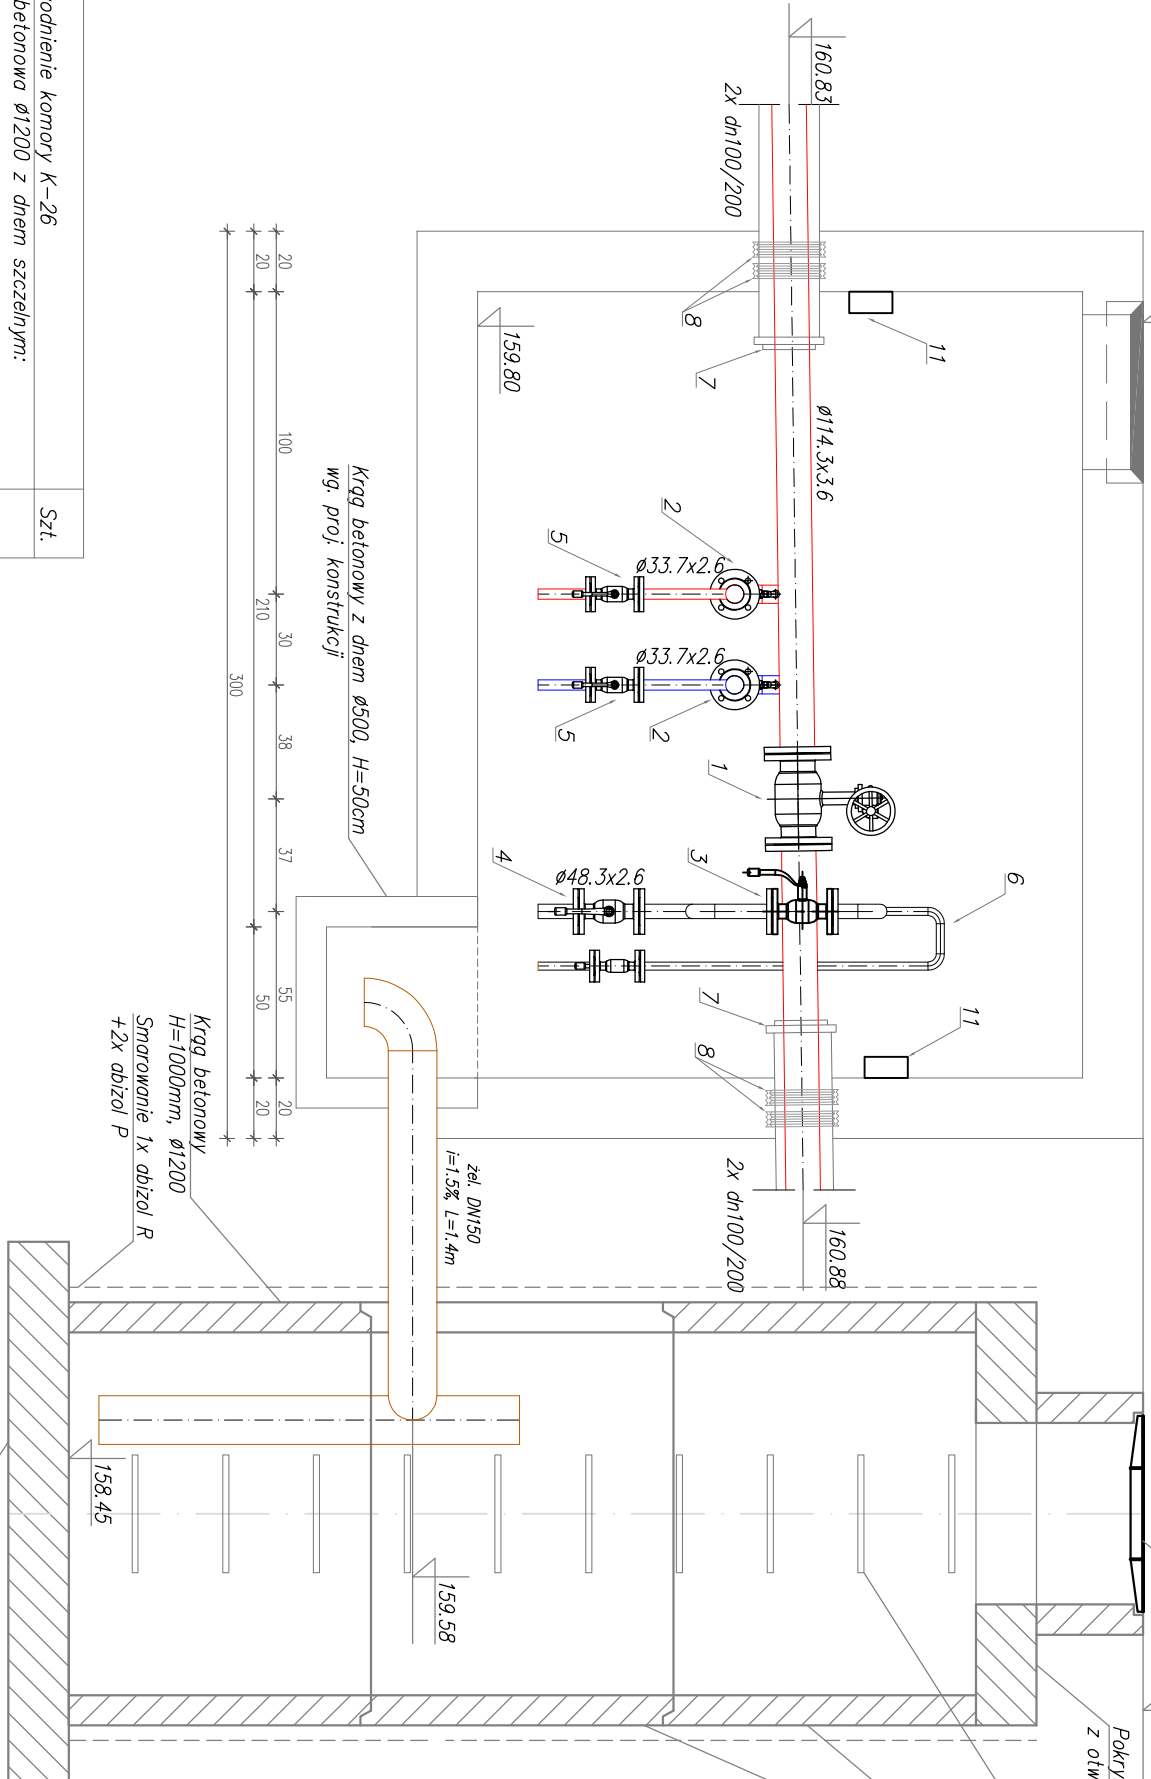 160.83
2x dn100/200
8
7
11
159.80
ø114.3x3.6
2
5
ø33.7x2.6
ø33.7x2.6
5
2
1
ø48.3x2.6
4
3
6
7
8
11
2x dn100/200
160.88
20
100
30
38
37
55
20
20
210
50
20
300
Krąg betonowy z dnem ø500, H=50cm
wg. proj. konstrukcji
żel. DN150
i=1.5%, L=1.4m
Krąg betonowy
H=1000mm, ø1200
Smarowanie 1x abizol R
+2x abizol P
158.45
159.58
komory K-26
betonowa ø1200 z dnem szczelnym:
Szt.
z